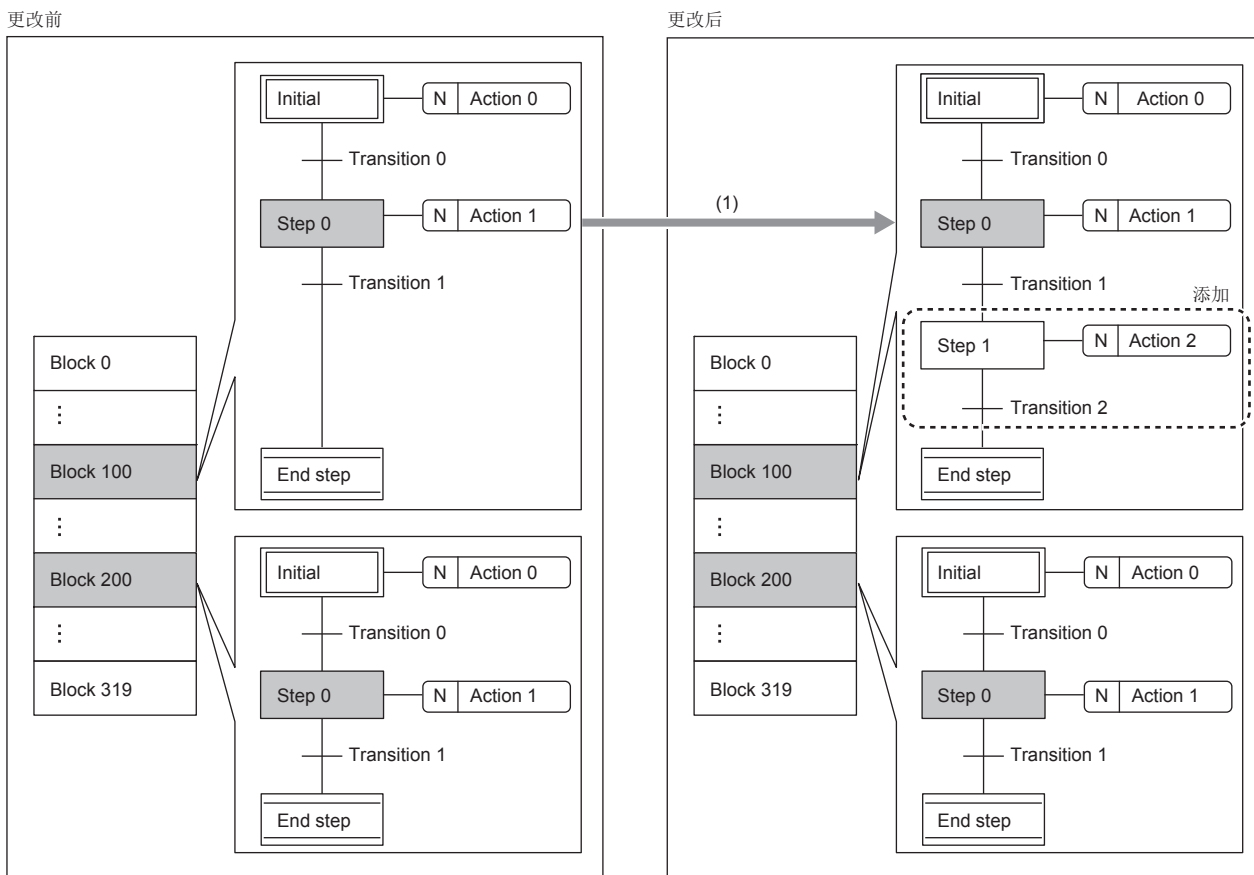 更改前
Initial
N Action 0
Transition 0
Step 0
N Action 1
Transition 1
End step
Block 0
⋮
Block 100
⋮
Block 200
⋮
Block 319
Initial
N Action 0
Transition 0
Step 0
N Action 1
Transition 1
End step
(1)
更改后
Initial
N Action 0
Transition 0
Step 0
N Action 1
Transition 1
添加
Step 1
N Action 2
Transition 2
End step
Block 0
⋮
Block 100
⋮
Block 200
⋮
Block 319
Initial
N Action 0
Transition 0
Step 0
N Action 1
Transition 1
End step